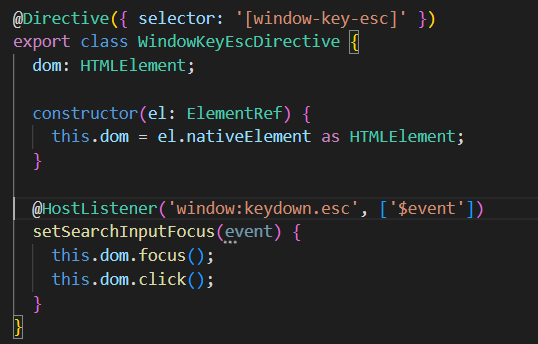 @Directive({ selector: '[window-key-esc]' })
export class WindowKeyEscDirective {
  dom: HTMLElement;

  constructor(el: ElementRef) {
    this.dom = el.nativeElement as HTMLElement;
  }

  @HostListener('window:keydown.esc', ['$event'])
  setSearchInputFocus(event) {
    this.dom.focus();
    this.dom.click();
  }
}